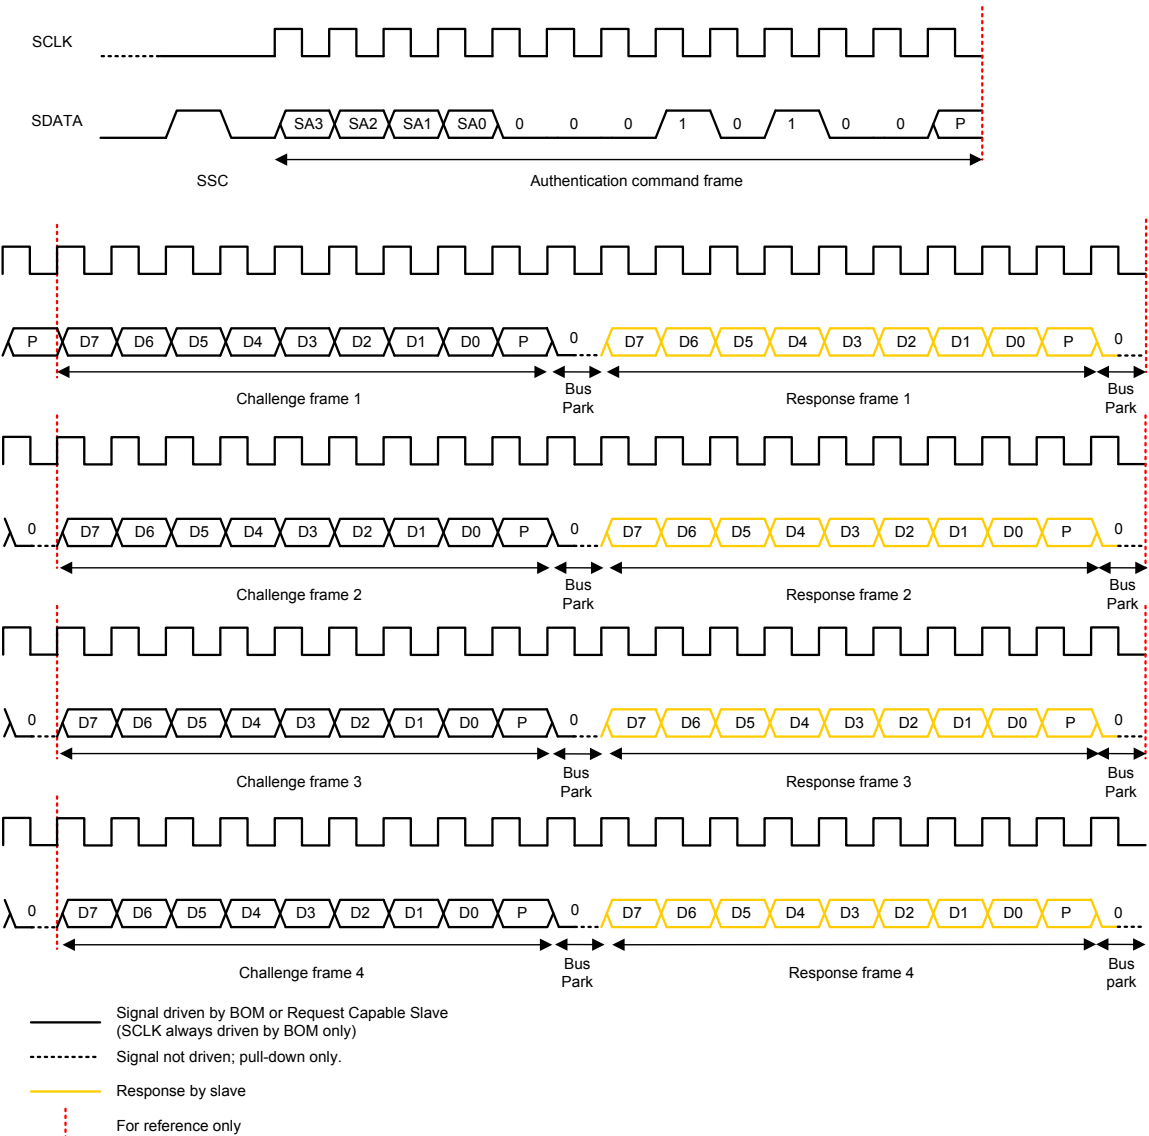 SCLK
SDATA
SA3 SA2 SA1 SA0 0 0 0 1 0 1 0 0 P
SSC
Authentication command frame
P D7 D6 D5 D4 D3 D2 D1 D0 P 0 D7 D6 D5 D4 D3 D2 D1 D0 P 0
Challenge frame 1
Bus
Park
Response frame 1
Bus
Park
0 D7 D6 D5 D4 D3 D2 D1 D0 P 0 D7 D6 D5 D4 D3 D2 D1 D0 P 0
Challenge frame 2
Bus
Park
Response frame 2
Bus
Park
0 D7 D6 D5 D4 D3 D2 D1 D0 P 0 D7 D6 D5 D4 D3 D2 D1 D0 P 0
Challenge frame 3
Bus
Park
Response frame 3
Bus
Park
0 D7 D6 D5 D4 D3 D2 D1 D0 P 0 D7 D6 D5 D4 D3 D2 D1 D0 P 0
Challenge frame 4
Bus
Park
Response frame 4
Bus
park
Signal driven by BOM or Request Capable Slave
(SCLK always driven by BOM only)
Signal not driven; pull-down only.
Response by slave
For reference only